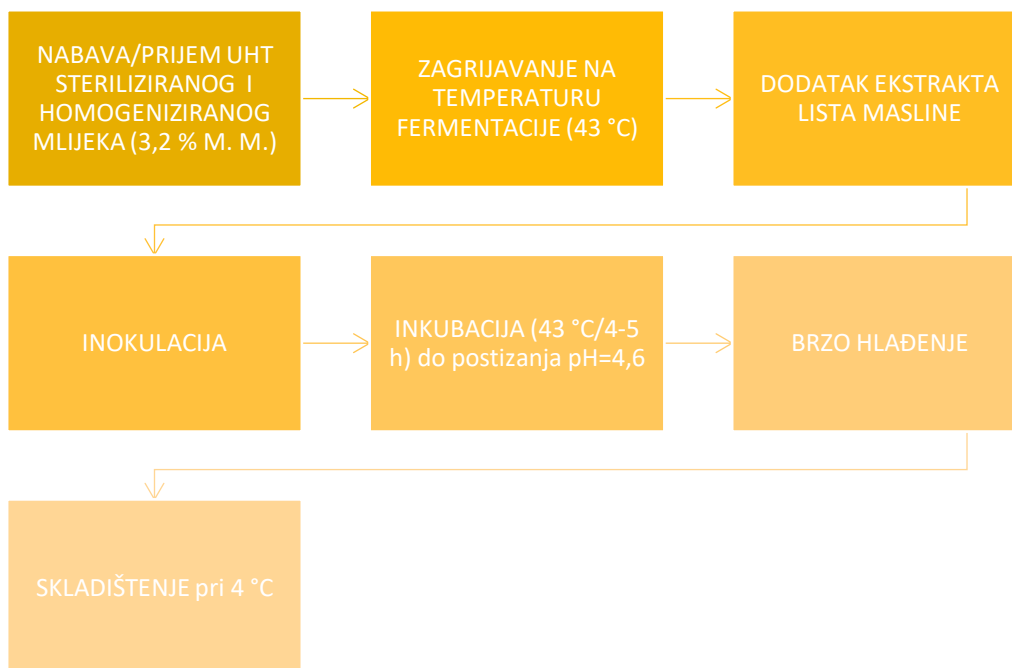 NABAVA/PRIJEM UHT
STERILIZIRANOG I
HOMOGENIZIRANOG
MLIJEKA (3,2 % M. M.)
ZAGRIJAVANJE NA
TEMPERATURU
FERMENTACIJE (43 °C)
DODATAK EKSTRAKTA
LISTA MASLINE
INOKULACIJA
INKUBACIJA (43 °C/4-5
h) do postizanja pH=4,6
BRZO HLAĐENJE
SKLADIŠTENJE pri 4 °C